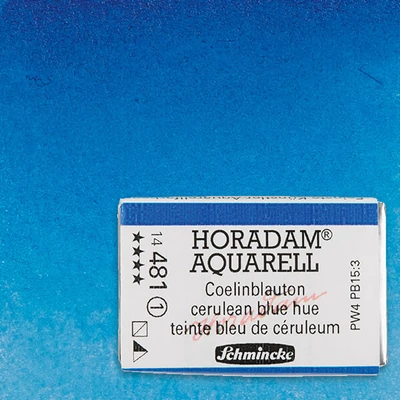 HORADAM®
AQUARELL
Coelinblauton
cerulean blue hue
teinte bleu de céruleum
Schmincke
14 481 1
★★★★
PW4 PB15:3